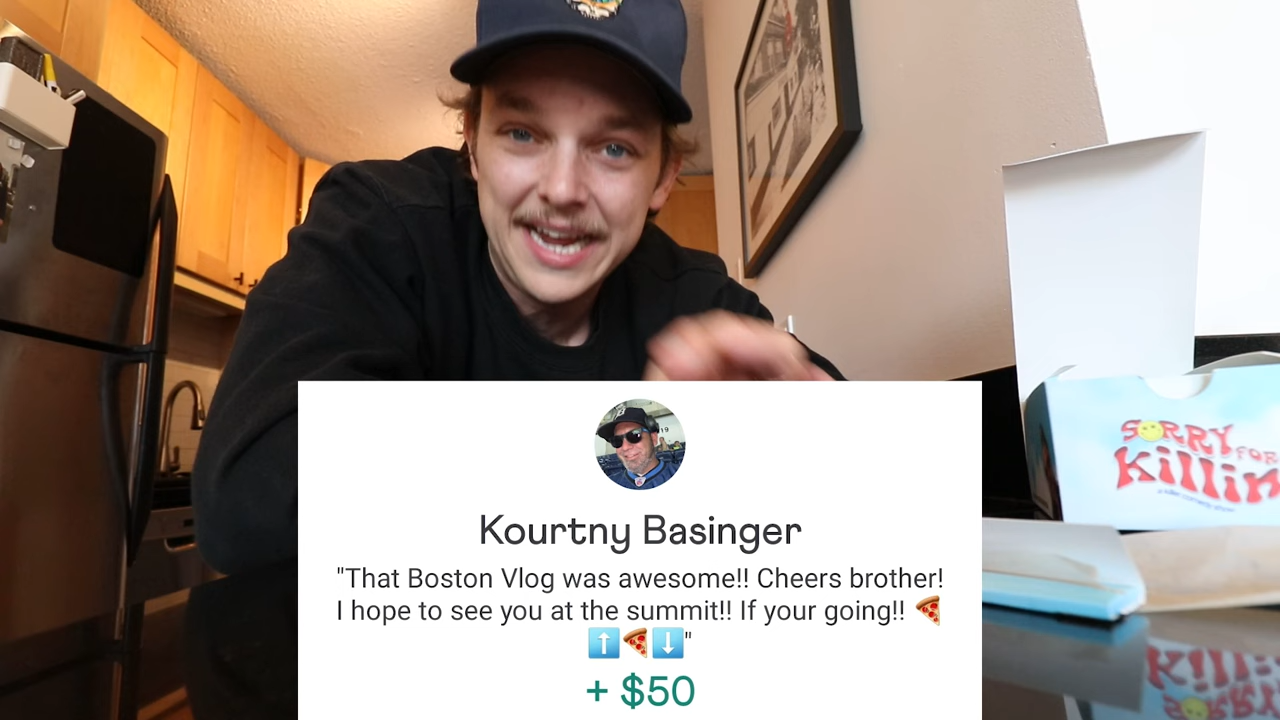 SORRY FOR
Killin
Kourtny Basinger
"That Boston Vlog was awesome!! Cheers brother!
I hope to see you at the summit!! If your going!! 🍕
⬆️🍕⬇️"
+ $50